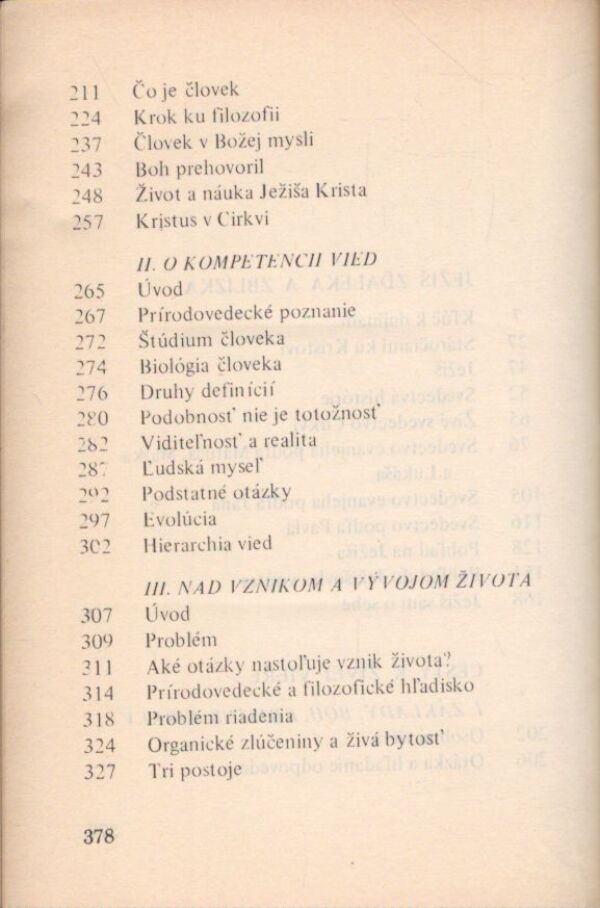 211 Čo je človek
224 Krok ku filozofii
237 Človek v Božej mysli
243 Boh prehovoril
248 Život a náuka Ježiša Krista
257 Kristus v Cirkvi
II. O KOMPETENCII VIED
265 Úvod
267 Prírodovedecké poznanie
272 Štúdium človeka
274 Biológia človeka
276 Druhy definícií
280 Podobnosť nie je totožnosť
282 Viditeľnosť a realita
287 Ľudská myseľ
292 Podstatné otázky
297 Evolúcia
302 Hierarchia vied
III. NAD VZNIKOM A VÝVOJOM ŽIVOTA
307 Úvod
309 Problém
311 Aké otázky nastoľuje vznik života?
314 Prírodovedecké a filozofické hľadisko
318 Problém riadenia
324 Organické zlúčeniny a živá bytosť
327 Tri postoje
378